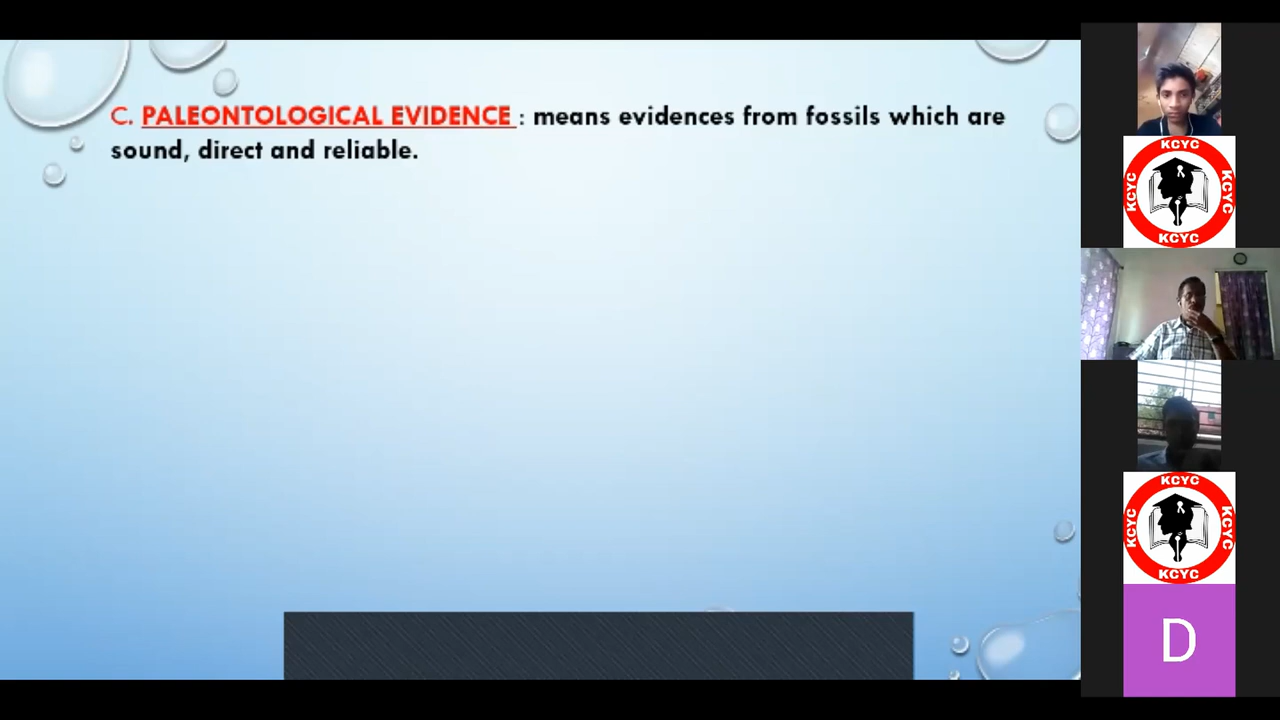 C. PALEONTOLOGICAL EVIDENCE : means evidences from fossils which are
sound, direct and reliable.
KCYC
KCYC KCYC
KCYC
KCYC
KCYC KCYC
KCYC
D